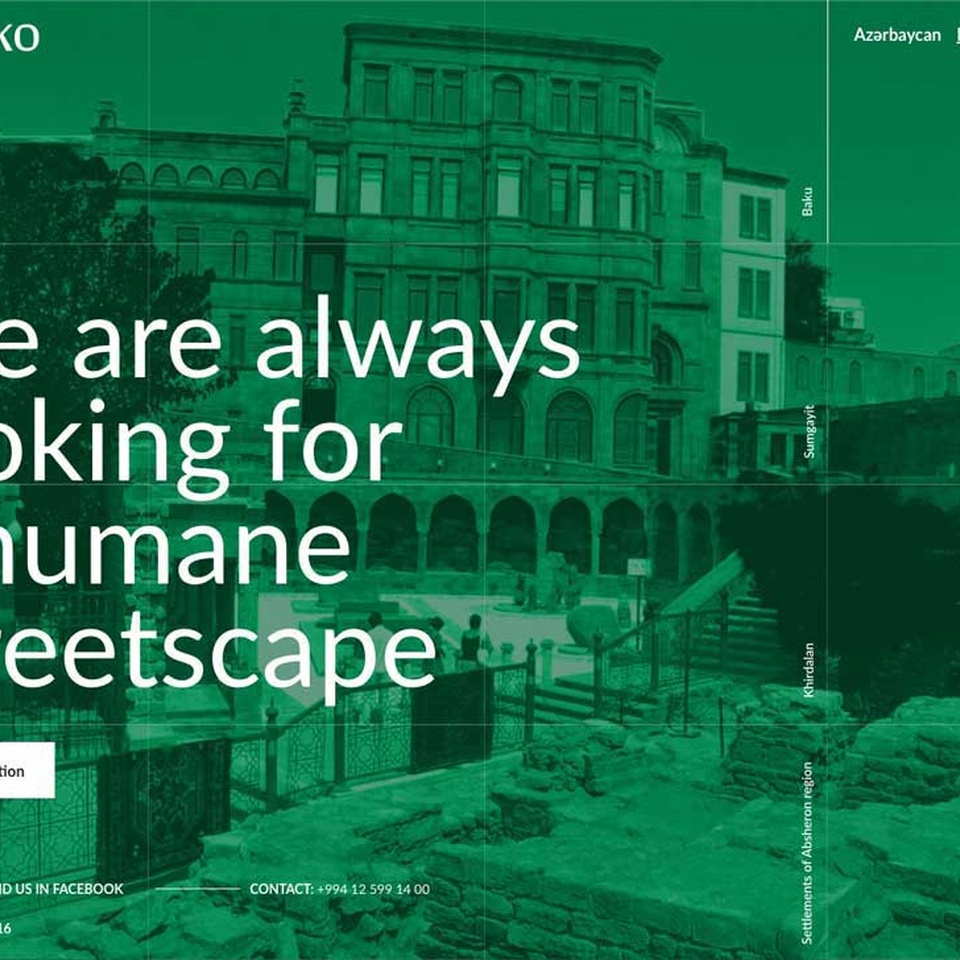 KO
Azərbaycan
Baku
e are always
oking for
humane
eetscape
Sumgayit
Khirdalan
Settlements of Absheron region
tion
D US IN FACEBOOK
CONTACT: +994 12 599 14 00
16